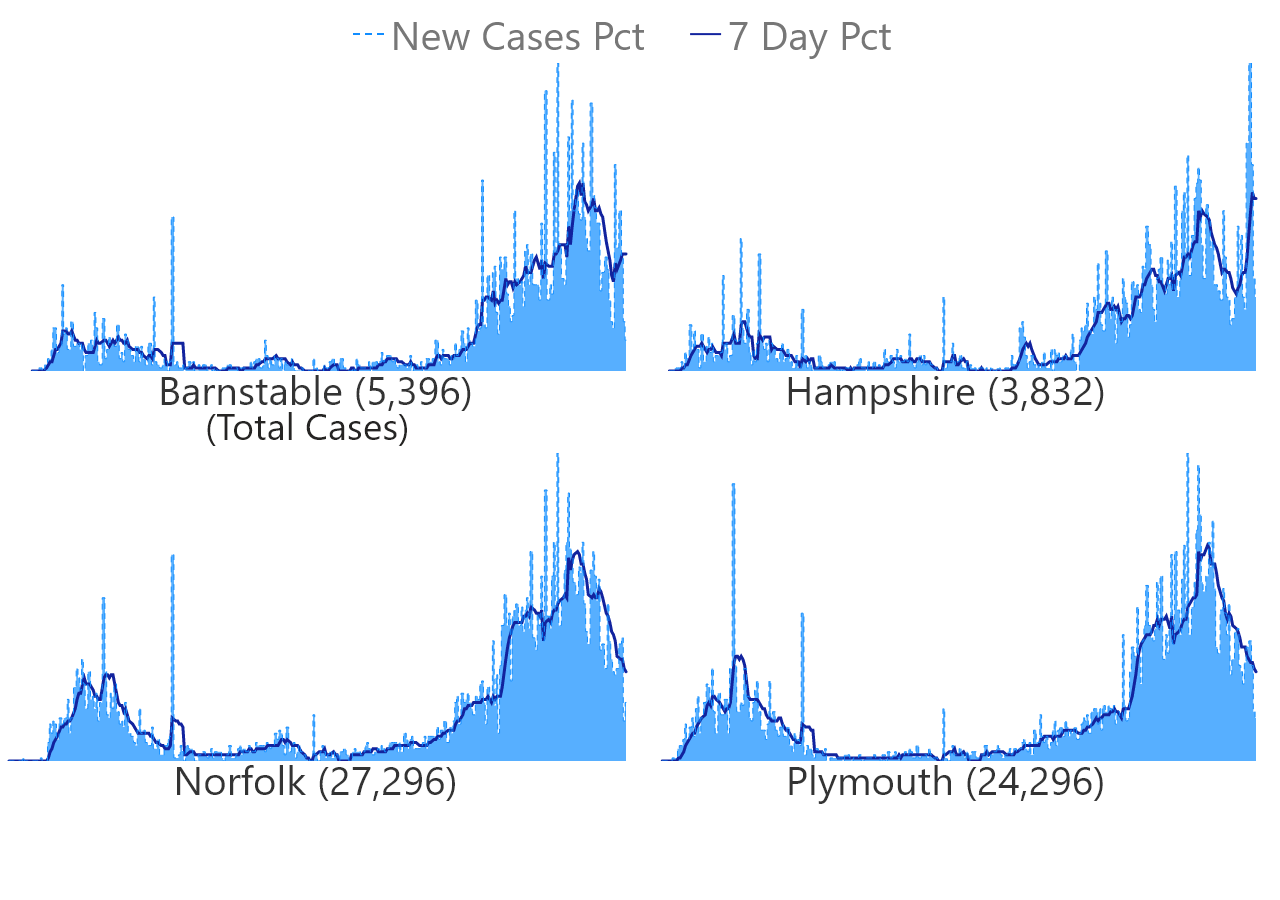 New Cases Pct 7 Day Pct
Barnstable (5,396) Hampshire (3,832)
(Total Cases)
Norfolk (27,296) Plymouth (24,296)